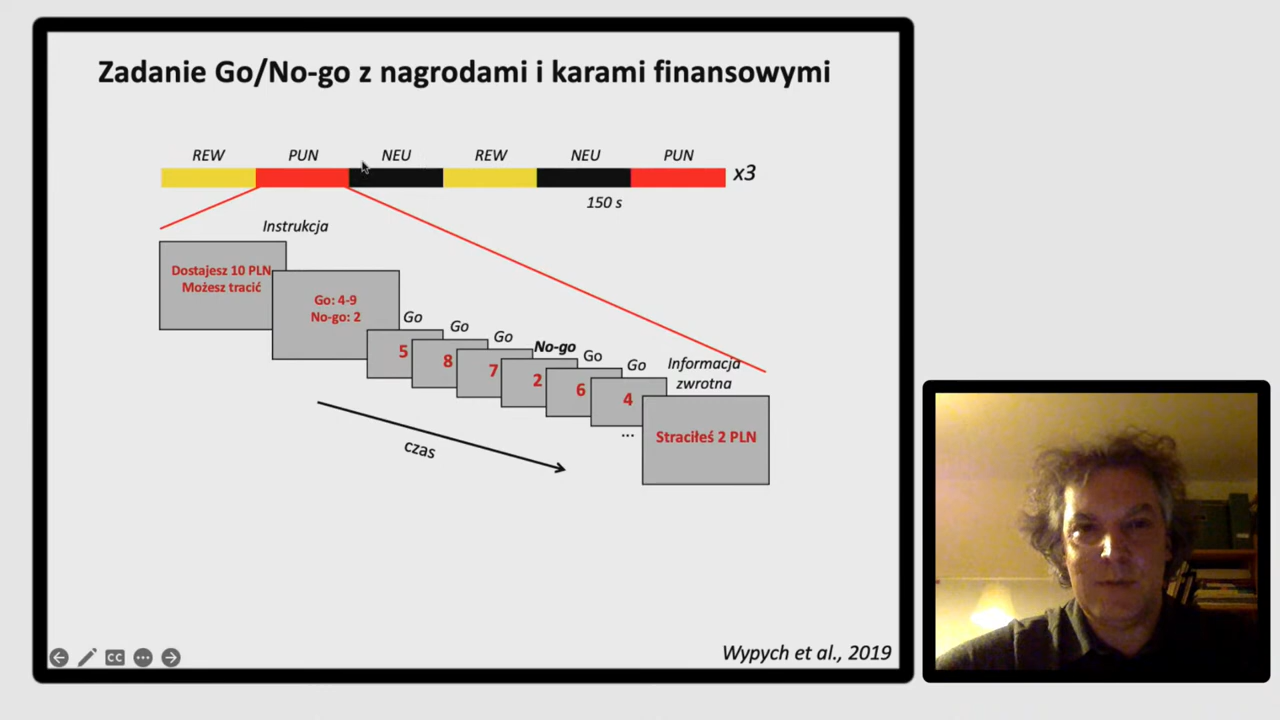 Zadanie Go/No-go z nagrodami i karami finansowymi
REW PUN NEU REW NEU PUN
x3
150 s
Instrukcja
Dostajesz 10 PLN
Możesz tracić
Go: 4-9
No-go: 2
Go
Go
Go
No-go
Go
Go
5
8
7
2
6
4
...
Informacja
zwrotna
Straciłeś 2 PLN
czas
Wypych et al., 2019
CC